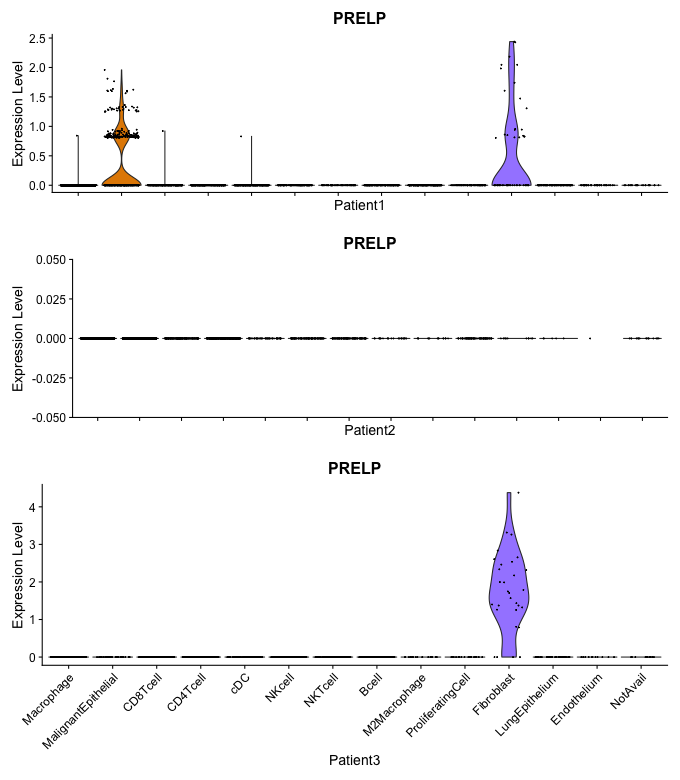 PRELP
2.5
2.0
1.5
1.0
0.5
0.0
Expression Level
Patient1
PRELP
0.050
0.025
0.000
-0.025
-0.050
Expression Level
Patient2
PRELP
4
3
2
1
0
Expression Level
Macrophage
MalignantEpithelial
CD8Tcell
CD4Tcell
cDC
NKcell
NKTcell
Bcell
M2Macrophage
ProliferatingCell
Fibroblast
LungEpithelium
Endothelium
NotAvail
Patient3